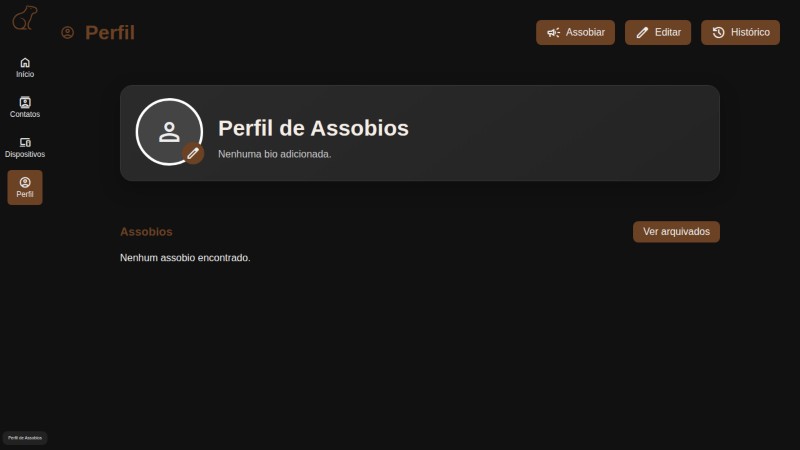 Perfil
Assobiar
Editar
Histórico
Início
Contatos
Dispositivos
Perfil
Perfil de Assobios
Nenhuma bio adicionada.
Assobios
Ver arquivados
Nenhum assobio encontrado.
Perfil de Assobios